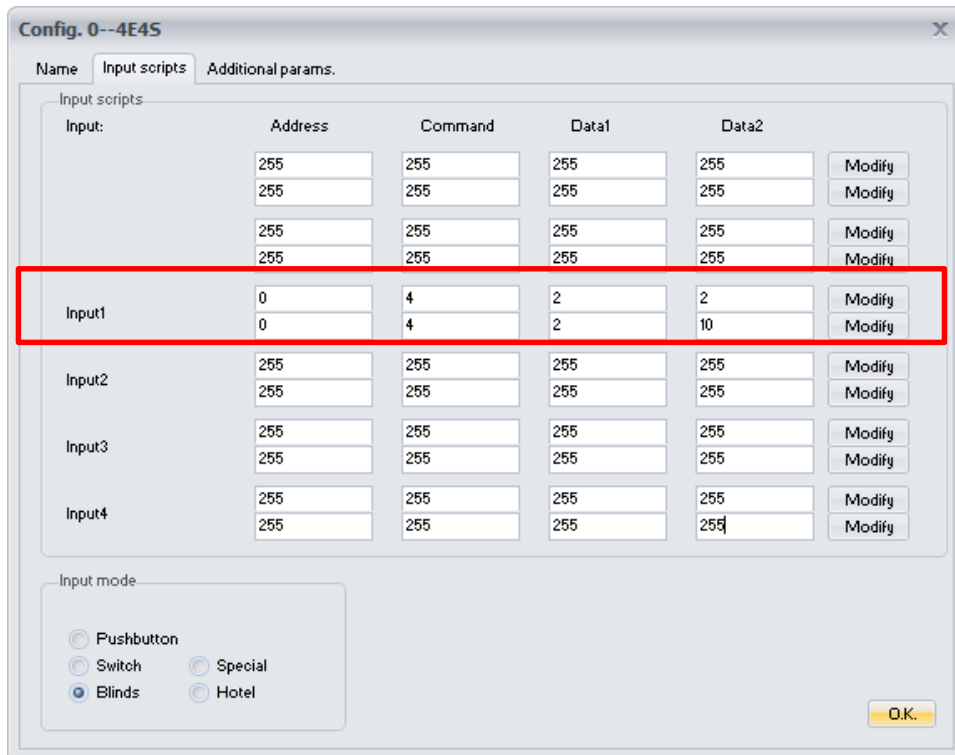 Config. 0--4E4S X
Name Input scripts Additional params.
Input scripts
Input: Address Command Data1 Data2
255 255 255 255 Modify
255 255 255 255 Modify
255 255 255 255 Modify
255 255 255 255 Modify
Input1
0 4 2 2 Modify
0 4 2 10 Modify
Input2
255 255 255 255 Modify
255 255 255 255 Modify
Input3
255 255 255 255 Modify
255 255 255 255 Modify
Input4
255 255 255 255 Modify
255 255 255 255 Modify
Input mode
Pushbutton
Switch Special
Blinds Hotel
O.K.